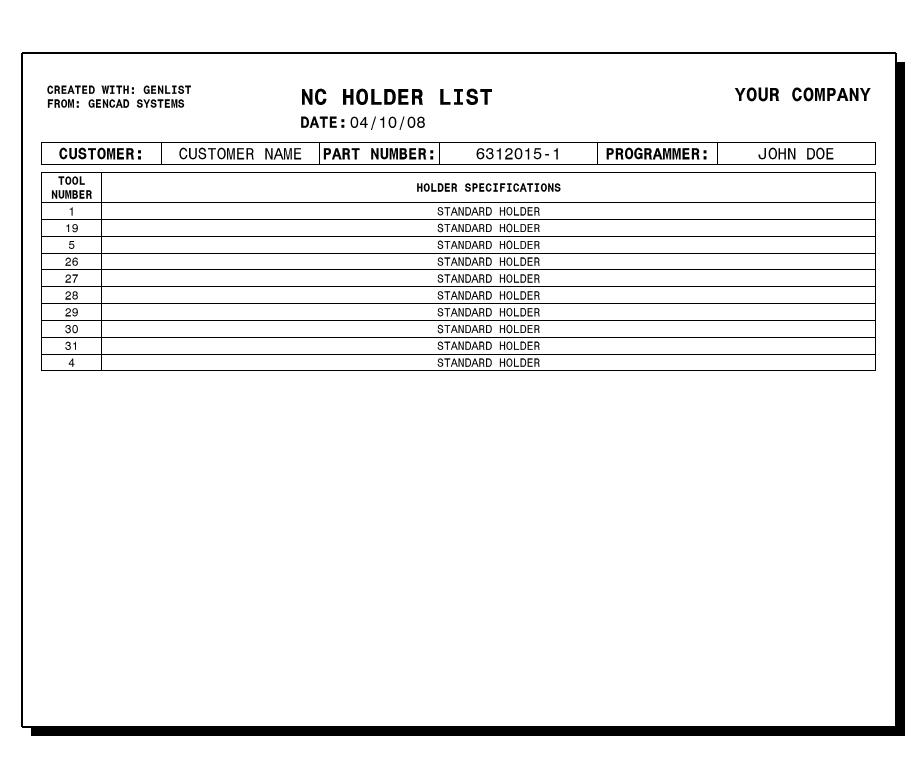 CREATED WITH: GENLIST
FROM: GENCAD SYSTEMS
NC HOLDER LIST
DATE: 04/10/08
YOUR COMPANY
CUSTOMER: CUSTOMER NAME PART NUMBER: 6312015-1 PROGRAMMER: JOHN DOE
TOOL
NUMBER
HOLDER SPECIFICATIONS
1 STANDARD HOLDER
19 STANDARD HOLDER
5 STANDARD HOLDER
26 STANDARD HOLDER
27 STANDARD HOLDER
28 STANDARD HOLDER
29 STANDARD HOLDER
30 STANDARD HOLDER
31 STANDARD HOLDER
4 STANDARD HOLDER